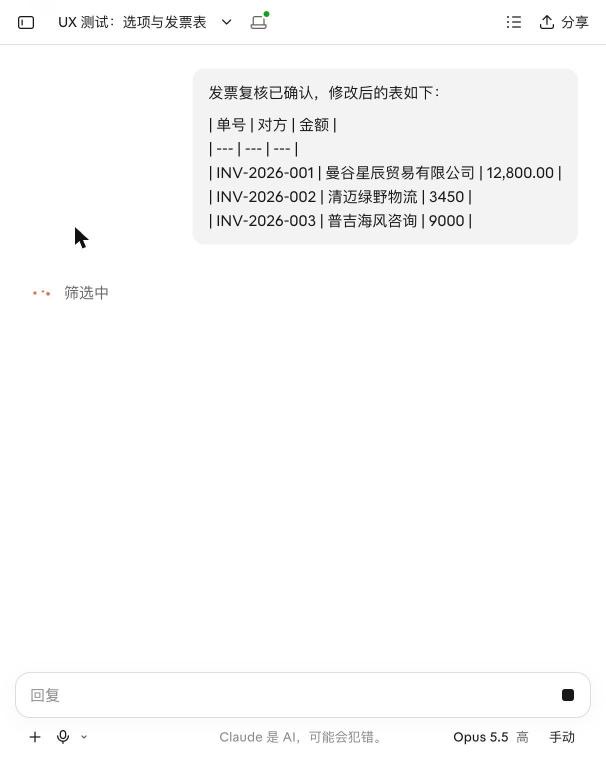 UX 测试：选项与发票表
分享
发票复核已确认，修改后的表如下：
| 单号 | 对方 | 金额 |
| --- | --- | --- |
| INV-2026-001 | 曼谷星辰贸易有限公司 | 12,800.00 |
| INV-2026-002 | 清迈绿野物流 | 3450 |
| INV-2026-003 | 普吉海风咨询 | 9000 |
筛选中
回复
Claude 是 AI，可能会犯错。
Opus 5.5 高 手动